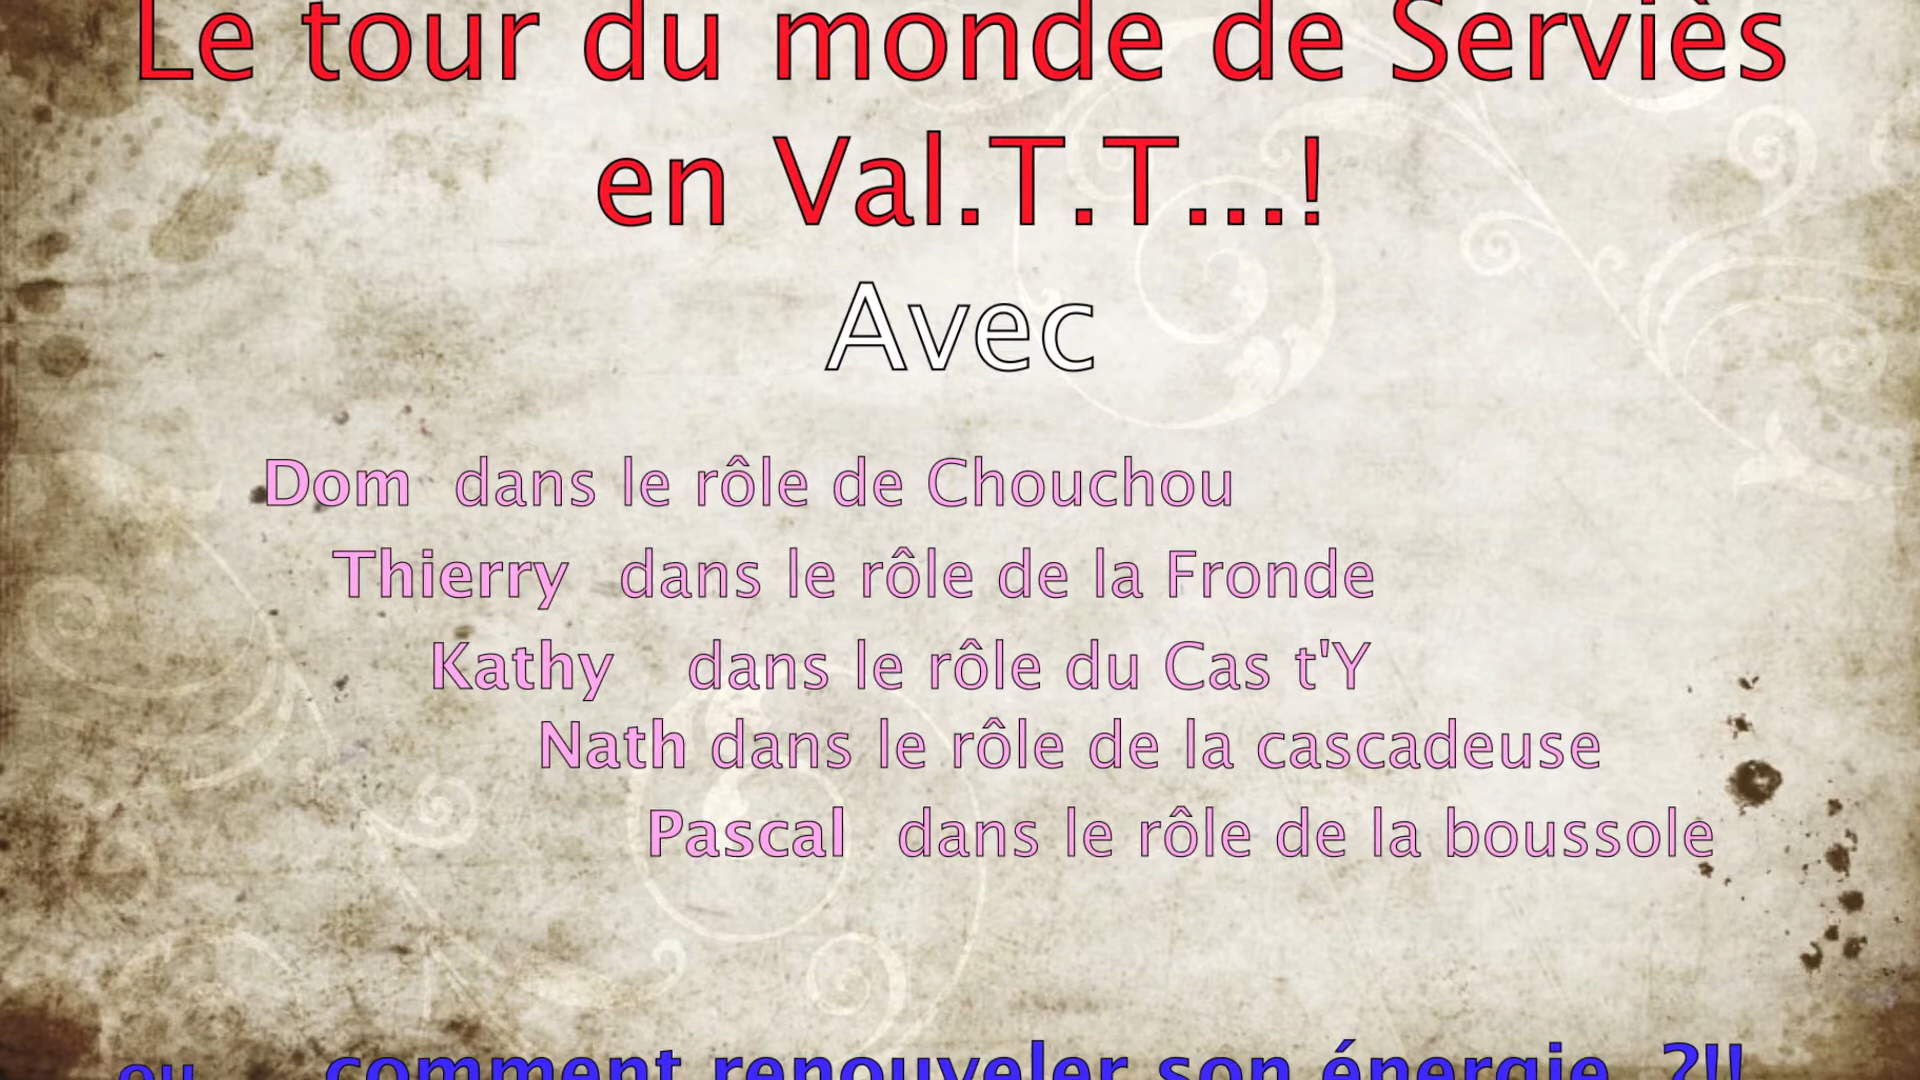 Le tour du monde de Serviès
en Val.T.T...!
Avec
Dom dans le rôle de Chouchou
Thierry dans le rôle de la Fronde
Kathy dans le rôle du Cas t'Y
Nath dans le rôle de la cascadeuse
Pascal dans le rôle de la boussole
ou comment renouveler son énergie ?!!